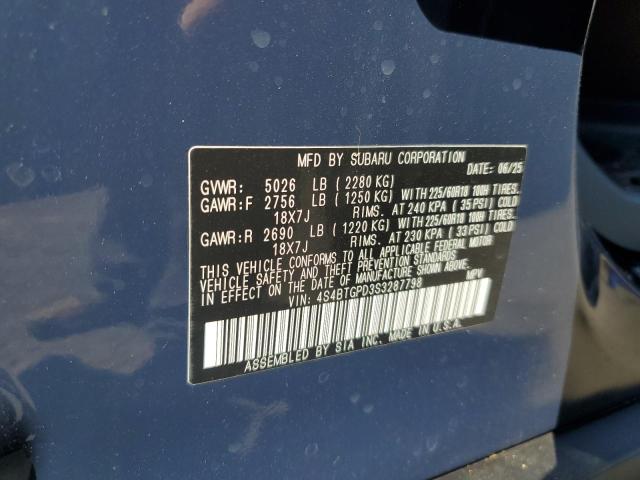 MFD BY SUBARU CORPORATION DATE: 06/25
GVWR: 5026 LB (2280 KG)
GAWR:F 2756 LB (1250 KG) WITH 225/60R18 100H TIRES.
18X7J RIMS. AT 240 KPA (35 PSI) COLD
GAWR:R 2690 LB (1220 KG) WITH 225/60R18 100H TIRES.
18X7J RIMS. AT 230 KPA (33 PSI) COLD
THIS VEHICLE CONFORMS TO ALL APPLICABLE FEDERAL MOTOR
VEHICLE SAFETY AND THEFT PREVENTION STANDARDS
IN EFFECT ON THE DATE OF MANUFACTURE SHOWN ABOVE.
VIN: 4S4BTGPD3S3287798 MPV
ASSEMBLED BY SIA INC. MADE IN U.S.A.